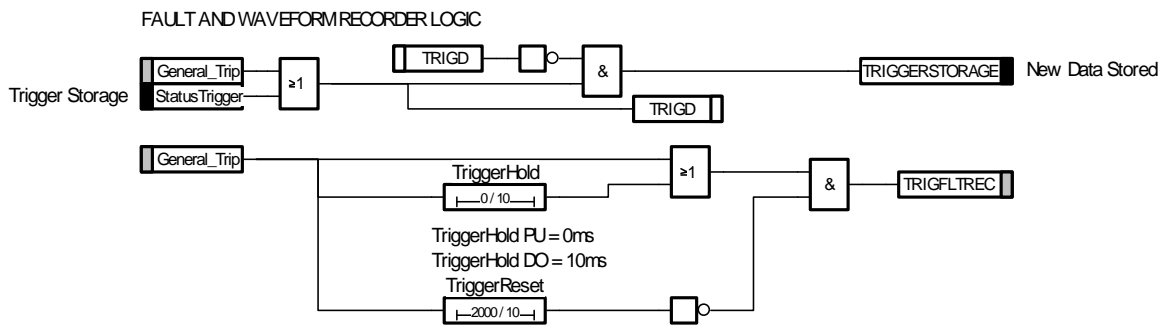 FAULT AND WAVEFORM RECORDER LOGIC
TRIGD
General_Trip
&
≥1
TRIGGERSTORAGE
New Data Stored
Trigger Storage
StatusTrigger
TRIGD
General_Trip
TriggerHold
≥1
&
TRIGFLTREC
0 / 10
TriggerHold PU = 0ms
TriggerHold DO = 10ms
TriggerReset
2000 / 10